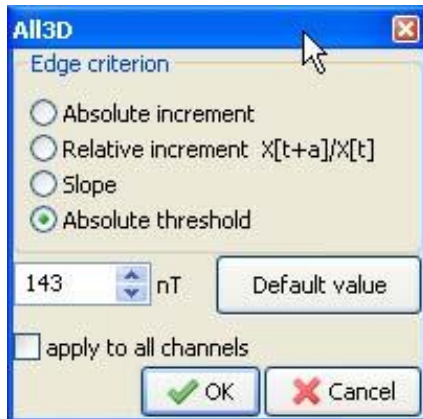 All3D
Edge criterion
Absolute increment
Relative increment X[t+a]/X[t]
Slope
Absolute threshold
143 nT Default value
apply to all channels
OK Cancel